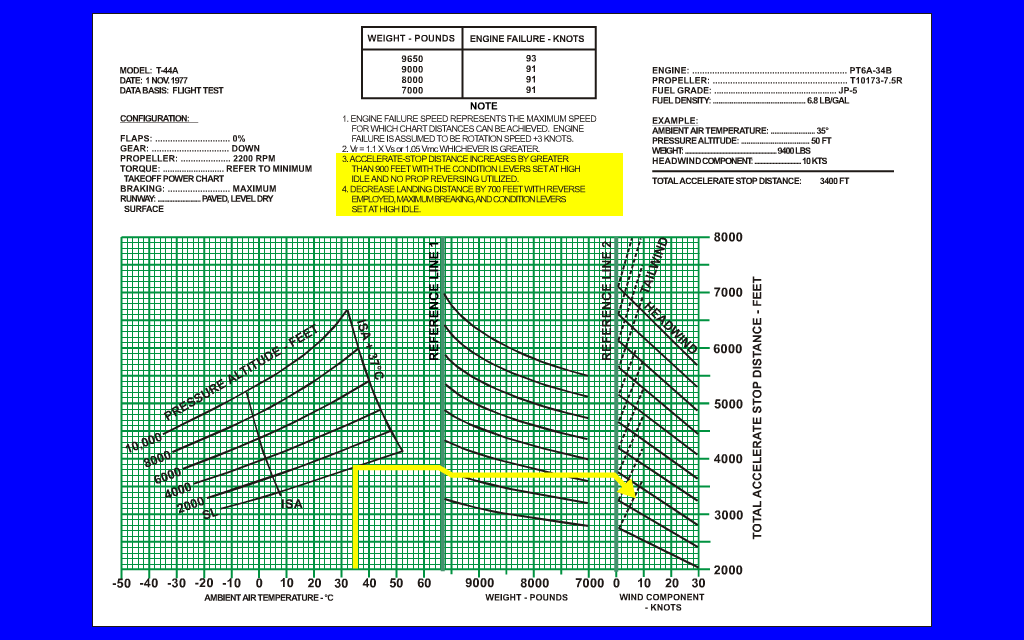 WEIGHT - POUNDS ENGINE FAILURE - KNOTS
9650 93
9000 91
8000 91
7000 91
MODEL: T-44A
DATE: 1 NOV. 1977
DATA BASIS: FLIGHT TEST
CONFIGURATION:
FLAPS: ........................ 0%
GEAR: ........................ DOWN
PROPELLER: ................ 2200 RPM
TORQUE: ................ REFER TO MINIMUM
TAKEOFF POWER CHART
BRAKING: .................... MAXIMUM
RUNWAY: .................... PAVED, LEVEL DRY
SURFACE
NOTE
1. ENGINE FAILURE SPEED REPRESENTS THE MAXIMUM SPEED
FOR WHICH CHART DISTANCES CAN BE ACHIEVED. ENGINE
FAILURE IS ASSUMED TO BE ROTATION SPEED +3 KNOTS.
2. Vr = 1.1 X Vs or 1.05 Vmc WHICHEVER IS GREATER.
3. ACCELERATE-STOP DISTANCE INCREASES BY GREATER
THAN 900 FEET WITH THE CONDITION LEVERS SET AT HIGH
IDLE AND NO PROP REVERSING UTILIZED.
4. DECREASE LANDING DISTANCE BY 700 FEET WITH REVERSE
EMPLOYED, MAXIMUM BREAKING, AND CONDITION LEVERS
SET AT HIGH IDLE.
ENGINE: ................................................ PT6A-34B
PROPELLER: ................................................ T10173-7.5R
FUEL GRADE: ................................................ JP-5
FUEL DENSITY: ................................................ 6.8 LB/GAL
EXAMPLE:
AMBIENT AIR TEMPERATURE: .................... 35°
PRESSURE ALTITUDE: .................... 50 FT
WEIGHT: .................... 9400 LBS
HEADWIND COMPONENT: .................... 10 KTS
TOTAL ACCELERATE STOP DISTANCE: 3400 FT
PRESSURE ALTITUDE - FEET
10,000
8000
6000
4000
2000
SL
ISA
ISA + 37°C
REFERENCE LINE 1
REFERENCE LINE 2
TAILWIND
HEADWIND
8000
7000
6000
5000
4000
3000
2000
TOTAL ACCELERATE STOP DISTANCE - FEET
-50 -40 -30 -20 -10 0 10 20 30 40 50 60 9000 8000 7000 0 10 20 30
AMBIENT AIR TEMPERATURE - °C WEIGHT - POUNDS WIND COMPONENT
- KNOTS